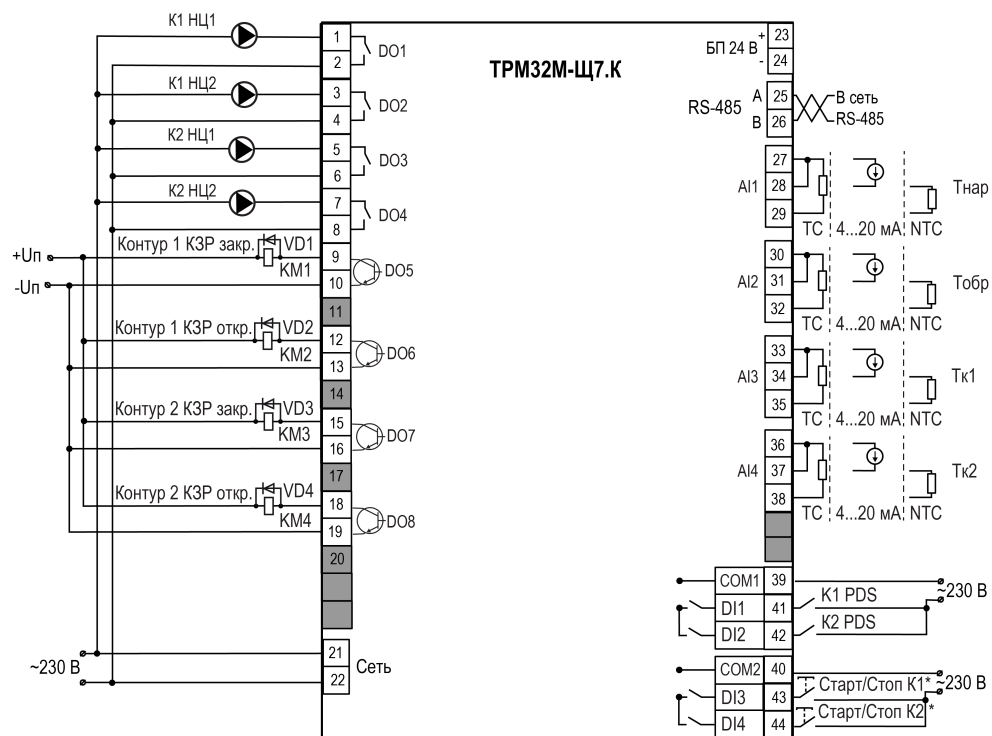 ТРМ32М-Щ7.К
К1 НЦ1
1
2
DO1
К1 НЦ2
3
4
DO2
К2 НЦ1
5
6
DO3
К2 НЦ2
7
8
DO4
+Uп
-Uп
Контур 1 КЗР закр.
VD1
КМ1
9
10
DO5
11
Контур 1 КЗР откр.
VD2
КМ2
12
13
DO6
14
Контур 2 КЗР закр.
VD3
КМ3
15
16
DO7
17
Контур 2 КЗР откр.
VD4
КМ4
18
19
DO8
20
~230 В
21
22
Сеть
БП 24 В
+
-
23
24
RS-485
A
B
25
26
В сеть
RS-485
AI1
27
28
29
ТС
4...20 мА
NTC
Тнар
AI2
30
31
32
ТС
4...20 мА
NTC
Тобр
AI3
33
34
35
ТС
4...20 мА
NTC
Тк1
AI4
36
37
38
ТС
4...20 мА
NTC
Тк2
COM1
39
~230 В
DI1
41
К1 PDS
DI2
42
К2 PDS
COM2
40
~230 В
DI3
43
Старт/Стоп К1*
DI4
44
Старт/Стоп К2 *